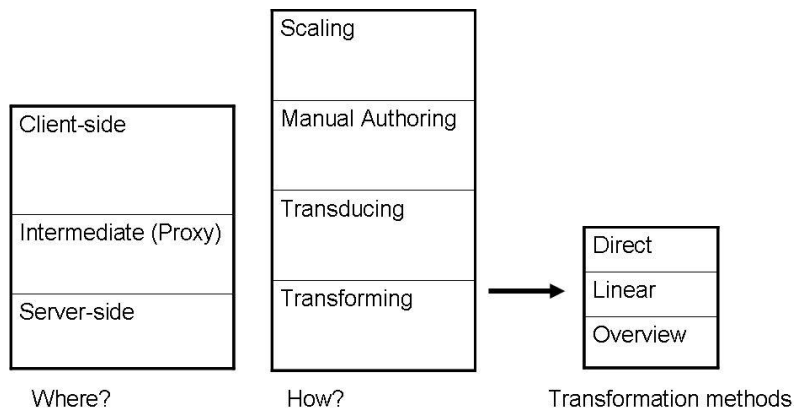 Client-side
Intermediate (Proxy)
Server-side
Where?
Scaling
Manual Authoring
Transducing
Transforming
How?
Direct
Linear
Overview
Transformation methods